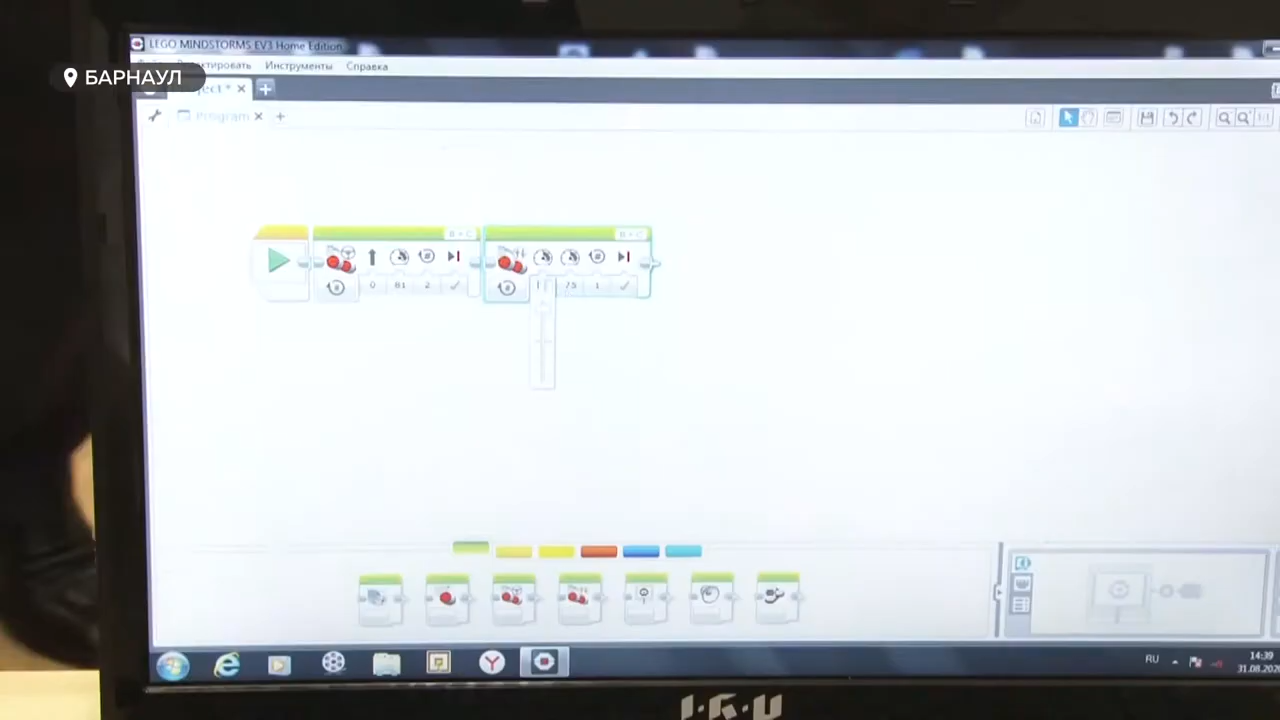 LEGO MINDSTORMS EV3 Home Edition
Инструменты Справка
БАРНАУЛ
Program
B + C
B + C
0 81 2
75 1
RU
14:39